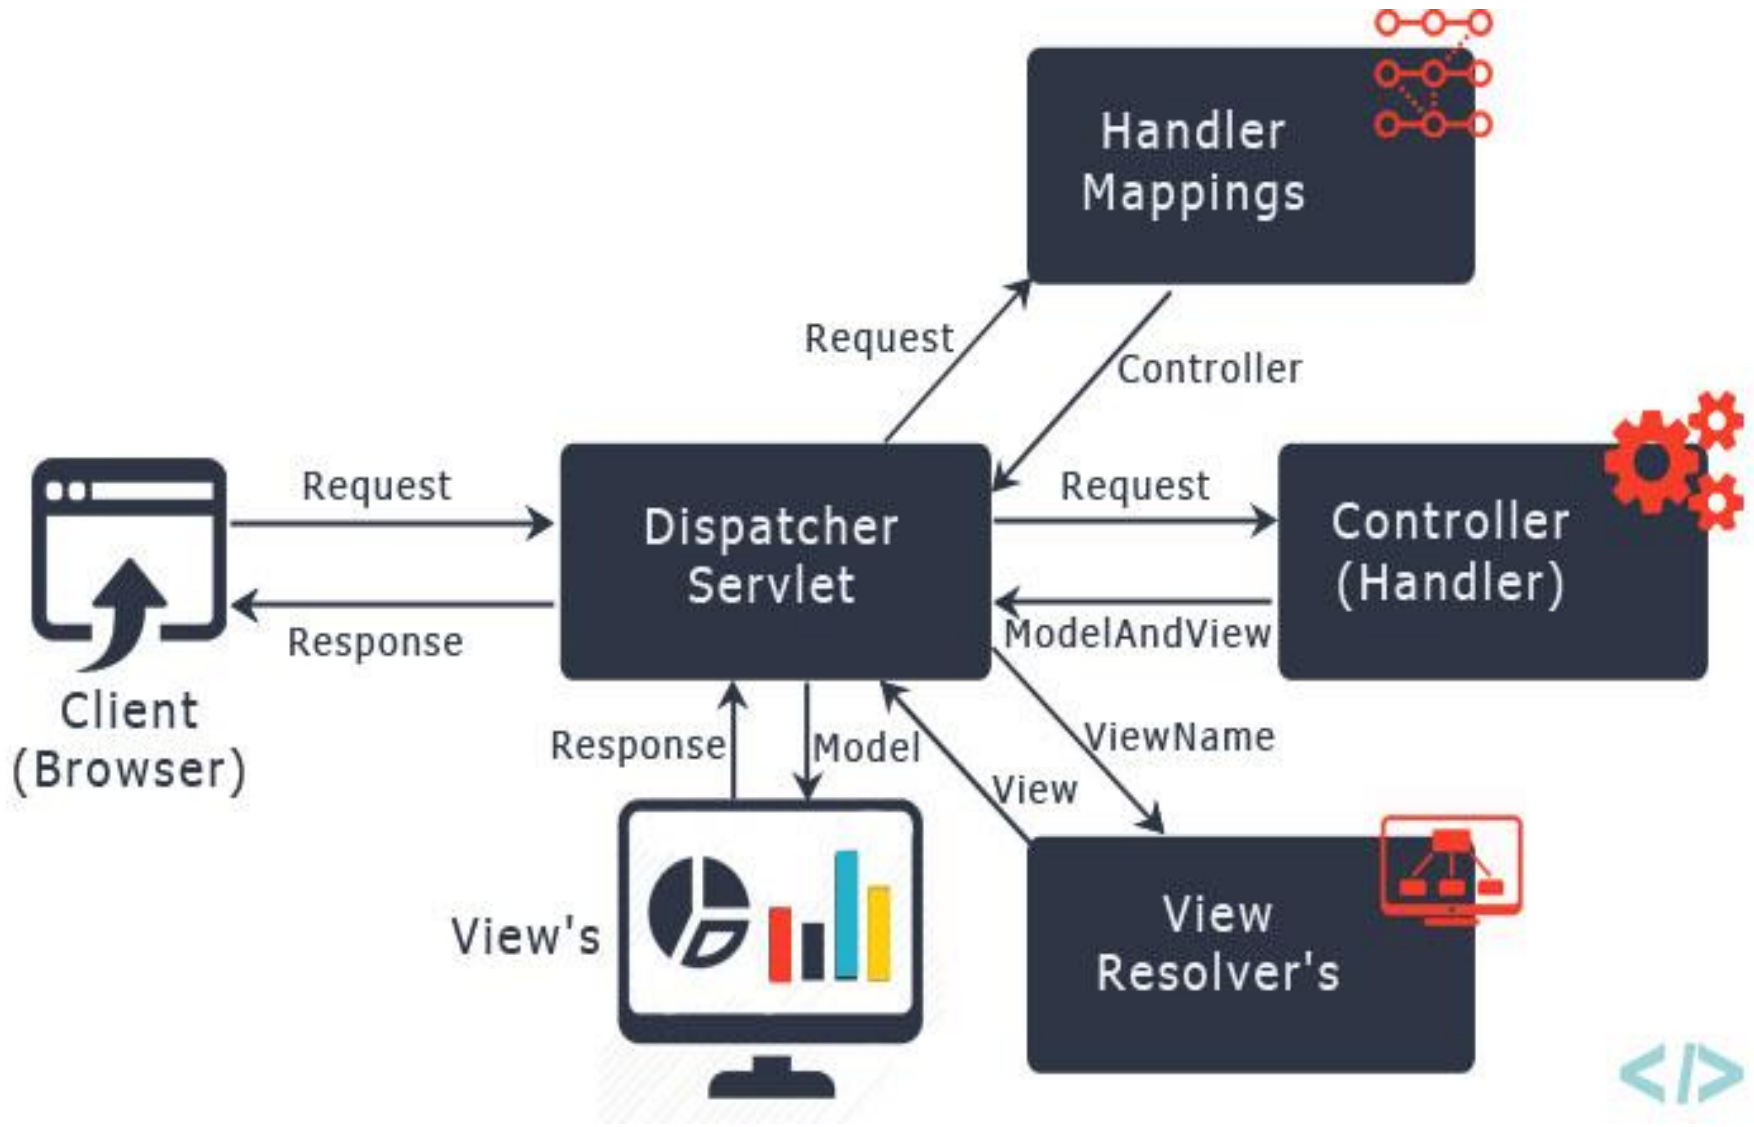 Handler
Mappings
Request
Controller
Request
Request
Dispatcher
Servlet
Controller
(Handler)
Response
ModelAndView
Client
(Browser)
Response
Model
ViewName
View
View's
View
Resolver's
</>